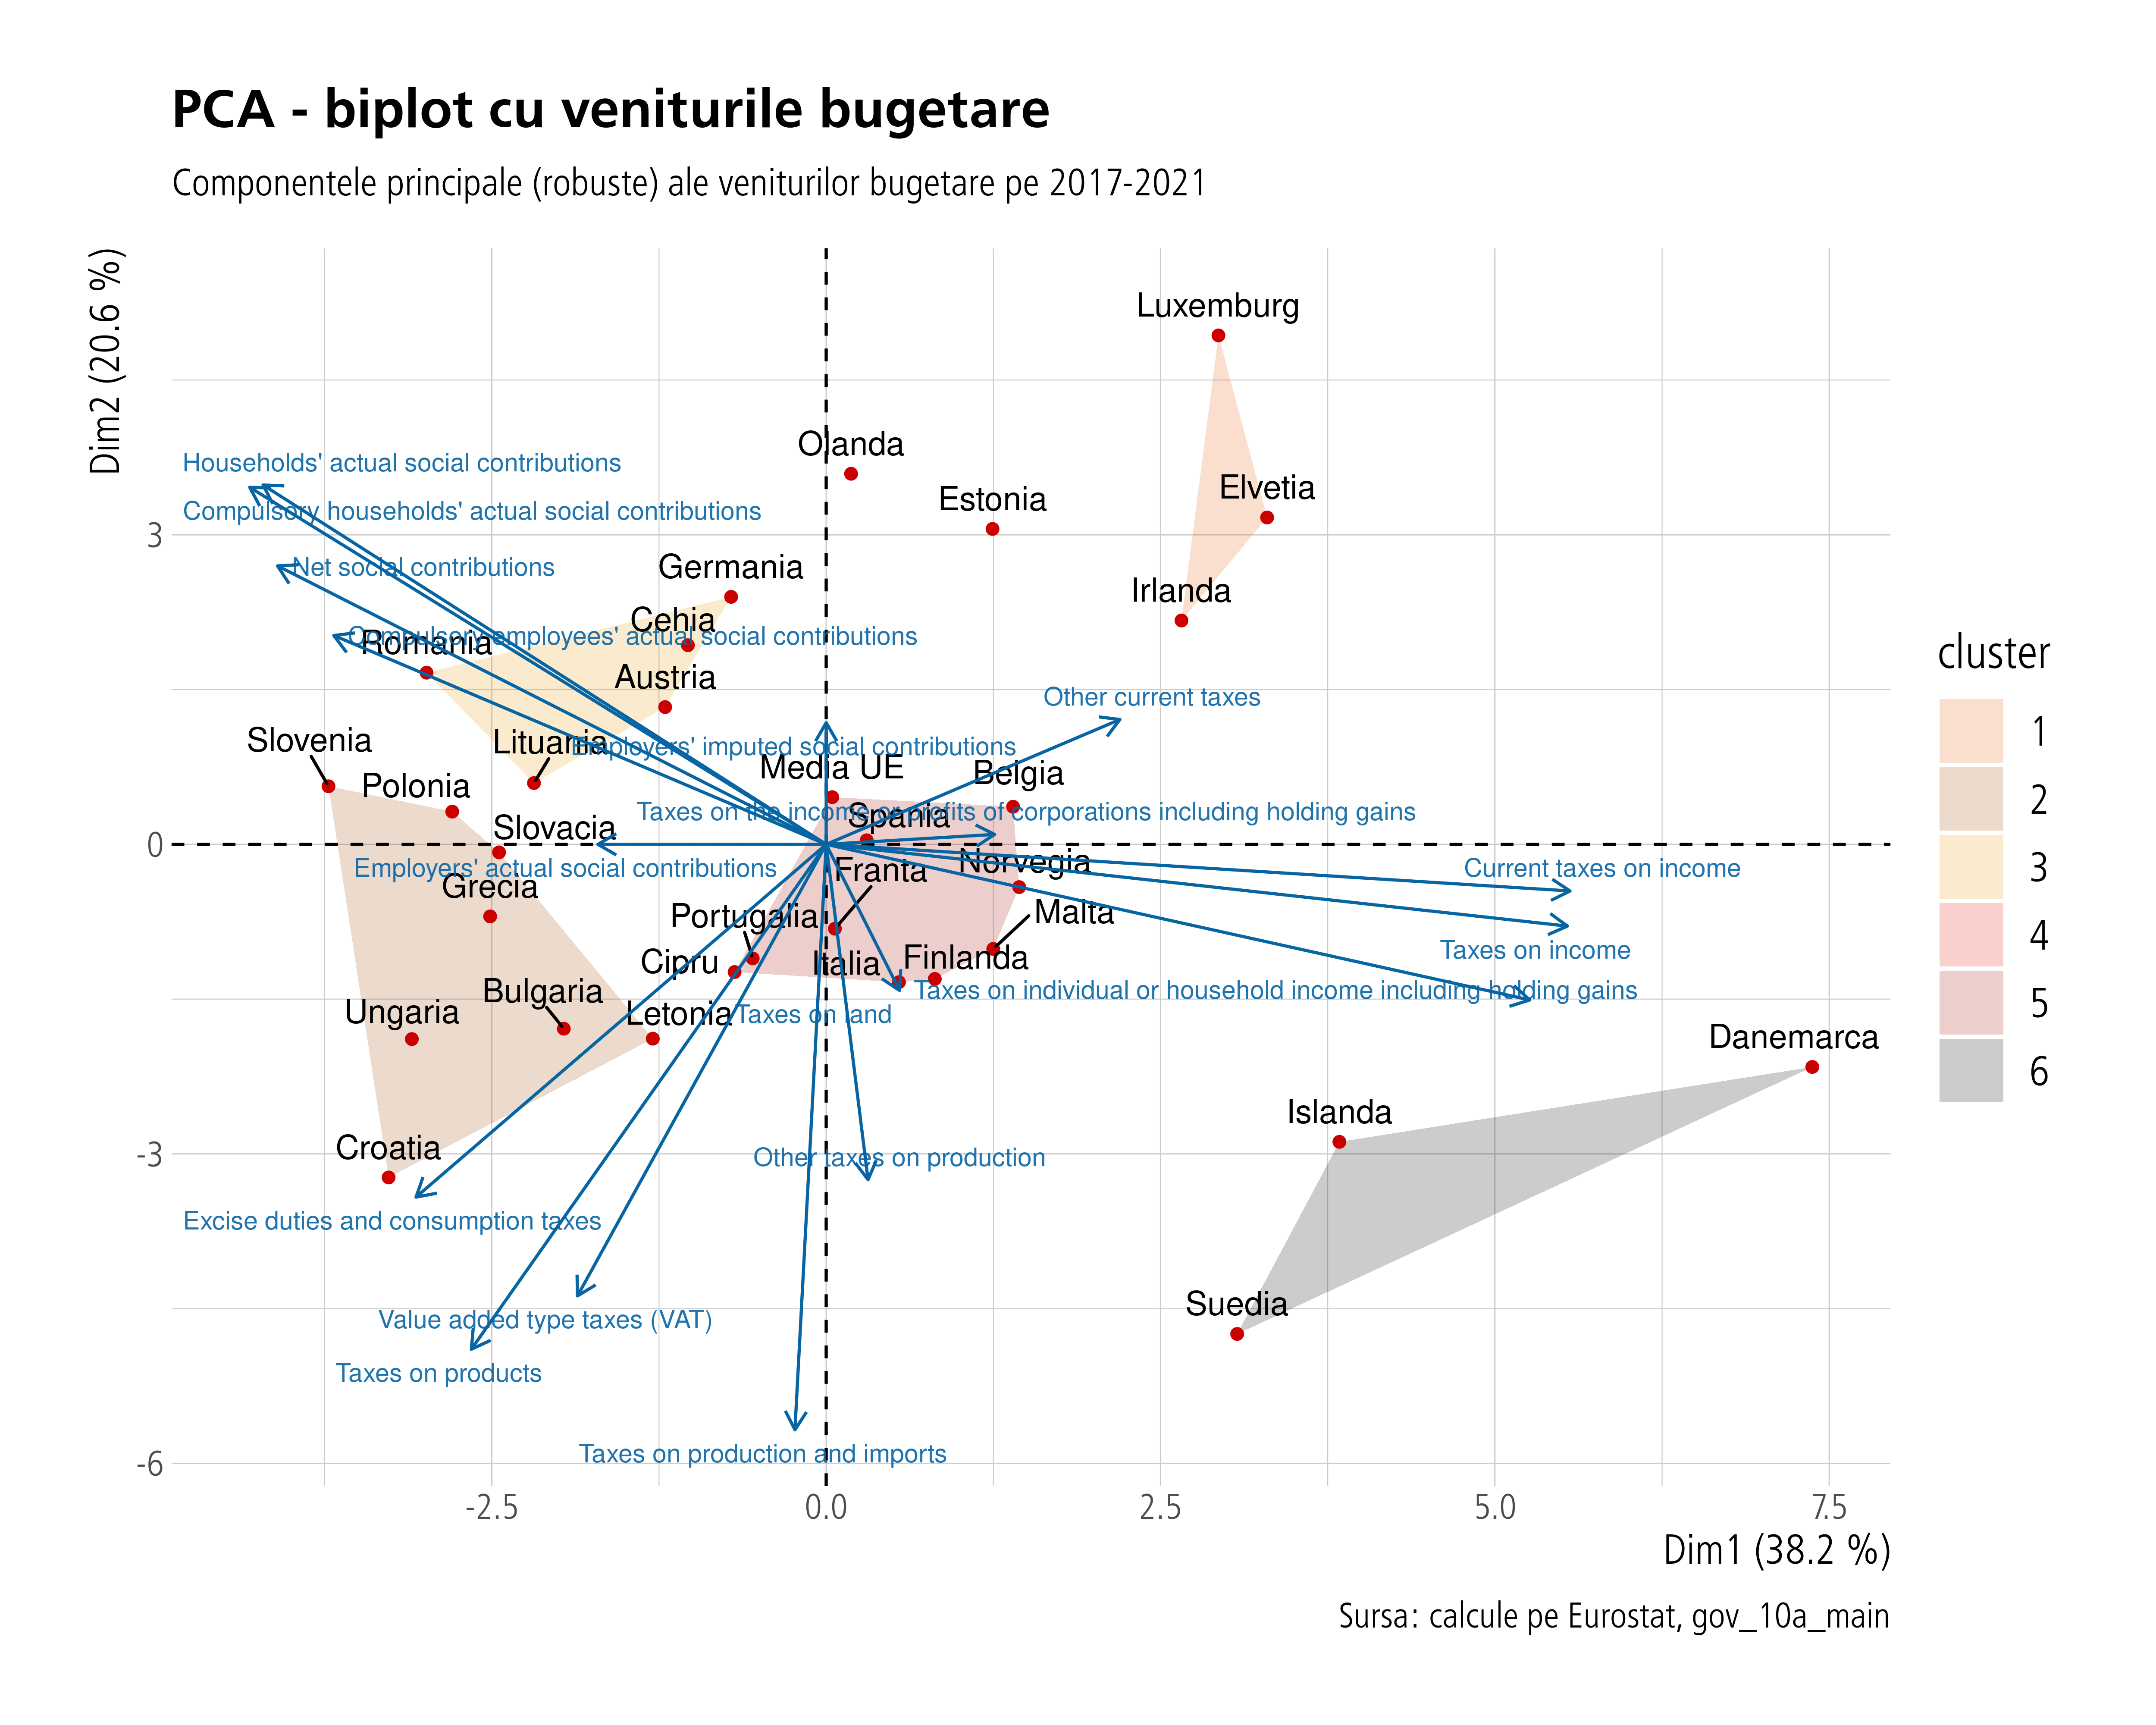 PCA - biplot cu veniturile bugetare
Componentele principale (robuste) ale veniturilor bugetare pe 2017-2021
Dim2 (20.6 %)
Luxemburg
Olanda
Households' actual social contributions
Elvetia
Estonia
Compulsory households' actual social contributions
3
Net social contributions
Germania
Irlanda
Cehia
Compulsory employees' actual social contributions
Romania
Austria
Other current taxes
Slovenia
Lituania
Employers' imputed social contributions
Media UE
Belgia
Polonia
Taxes on the income or profits of corporations including holding gains
Spania
Slovacia
0
Norvegia
Employers' actual social contributions
Franta
Current taxes on income
Grecia
Portugalia
Malta
Taxes on income
Cipru
Italia
Finlanda
Bulgaria
Taxes on individual or household income including holding gains
Ungaria
Letonia
Taxes on land
Danemarca
Islanda
Croatia
-3
Other taxes on production
Excise duties and consumption taxes
Suedia
Value added type taxes (VAT)
Taxes on products
Taxes on production and imports
-6
-2.5
0.0
2.5
5.0
7.5
Dim1 (38.2 %)
Sursa: calcule pe Eurostat, gov_10a_main
cluster
1
2
3
4
5
6